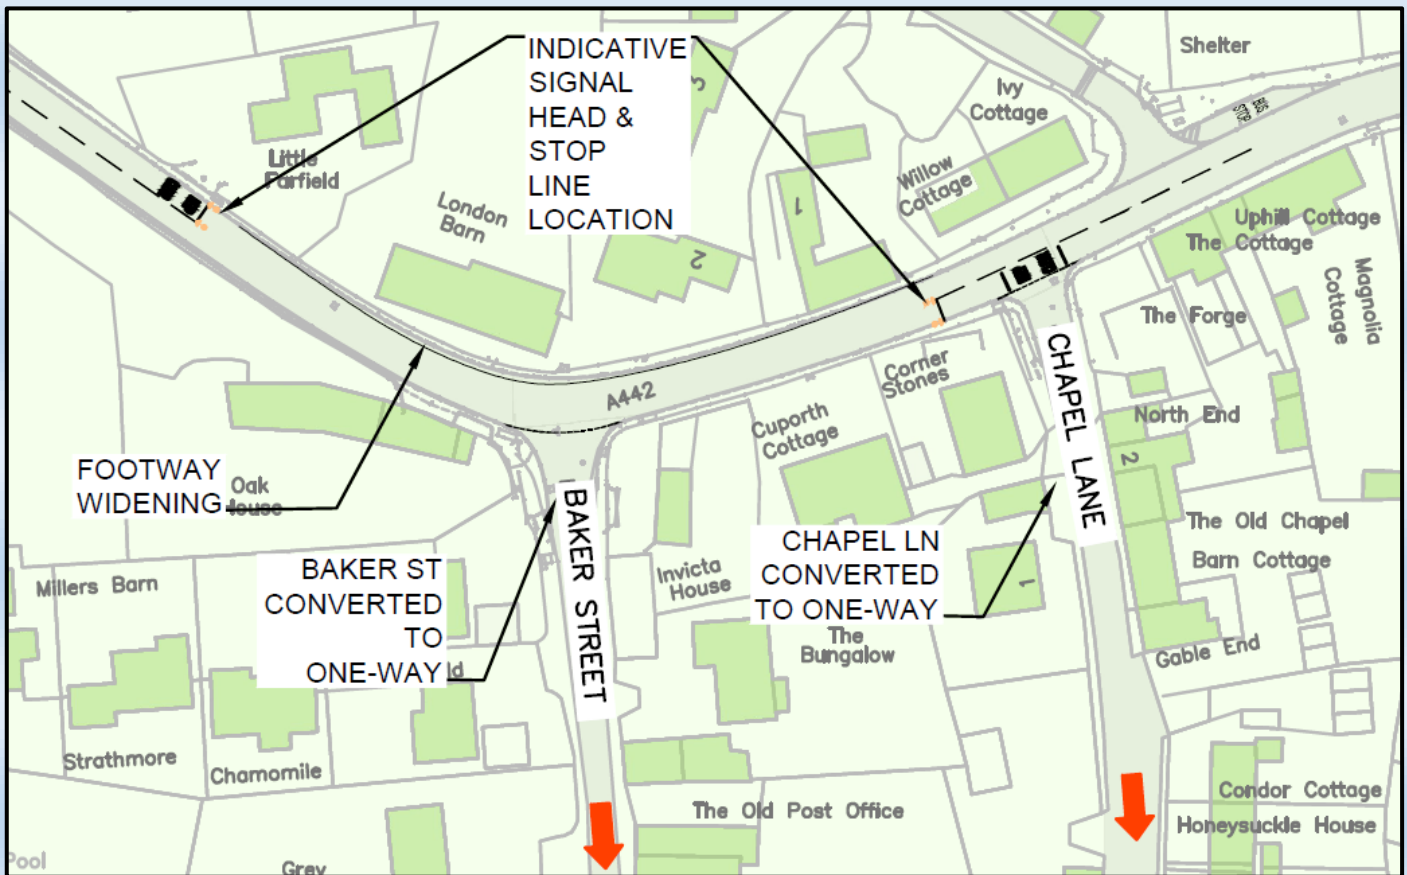 INDICATIVE
SIGNAL
HEAD &
STOP
LINE
LOCATION
Shelter
BUS
STOP
Ivy
Cottage
3
Little
Fairfield
London
Barn
Willow
Cottage
1
2
Uphill Cottage
The Cottage
Magnolia
Cottage
The Forge
A442
Corner
Stones
CHAPEL LANE
Cuporth
Cottage
North End
2
FOOTWAY
WIDENING
Oak
House
BAKER STREET
The Old Chapel
Barn Cottage
BAKER ST
CONVERTED
TO
ONE-WAY
CHAPEL LN
CONVERTED
TO ONE-WAY
Millers Barn
Invicta
House
1
The
Bungalow
Gable End
ld
Strathmore
Chamomile
The Old Post Office
Condor Cottage
Honeysuckle House
Pool
Grey